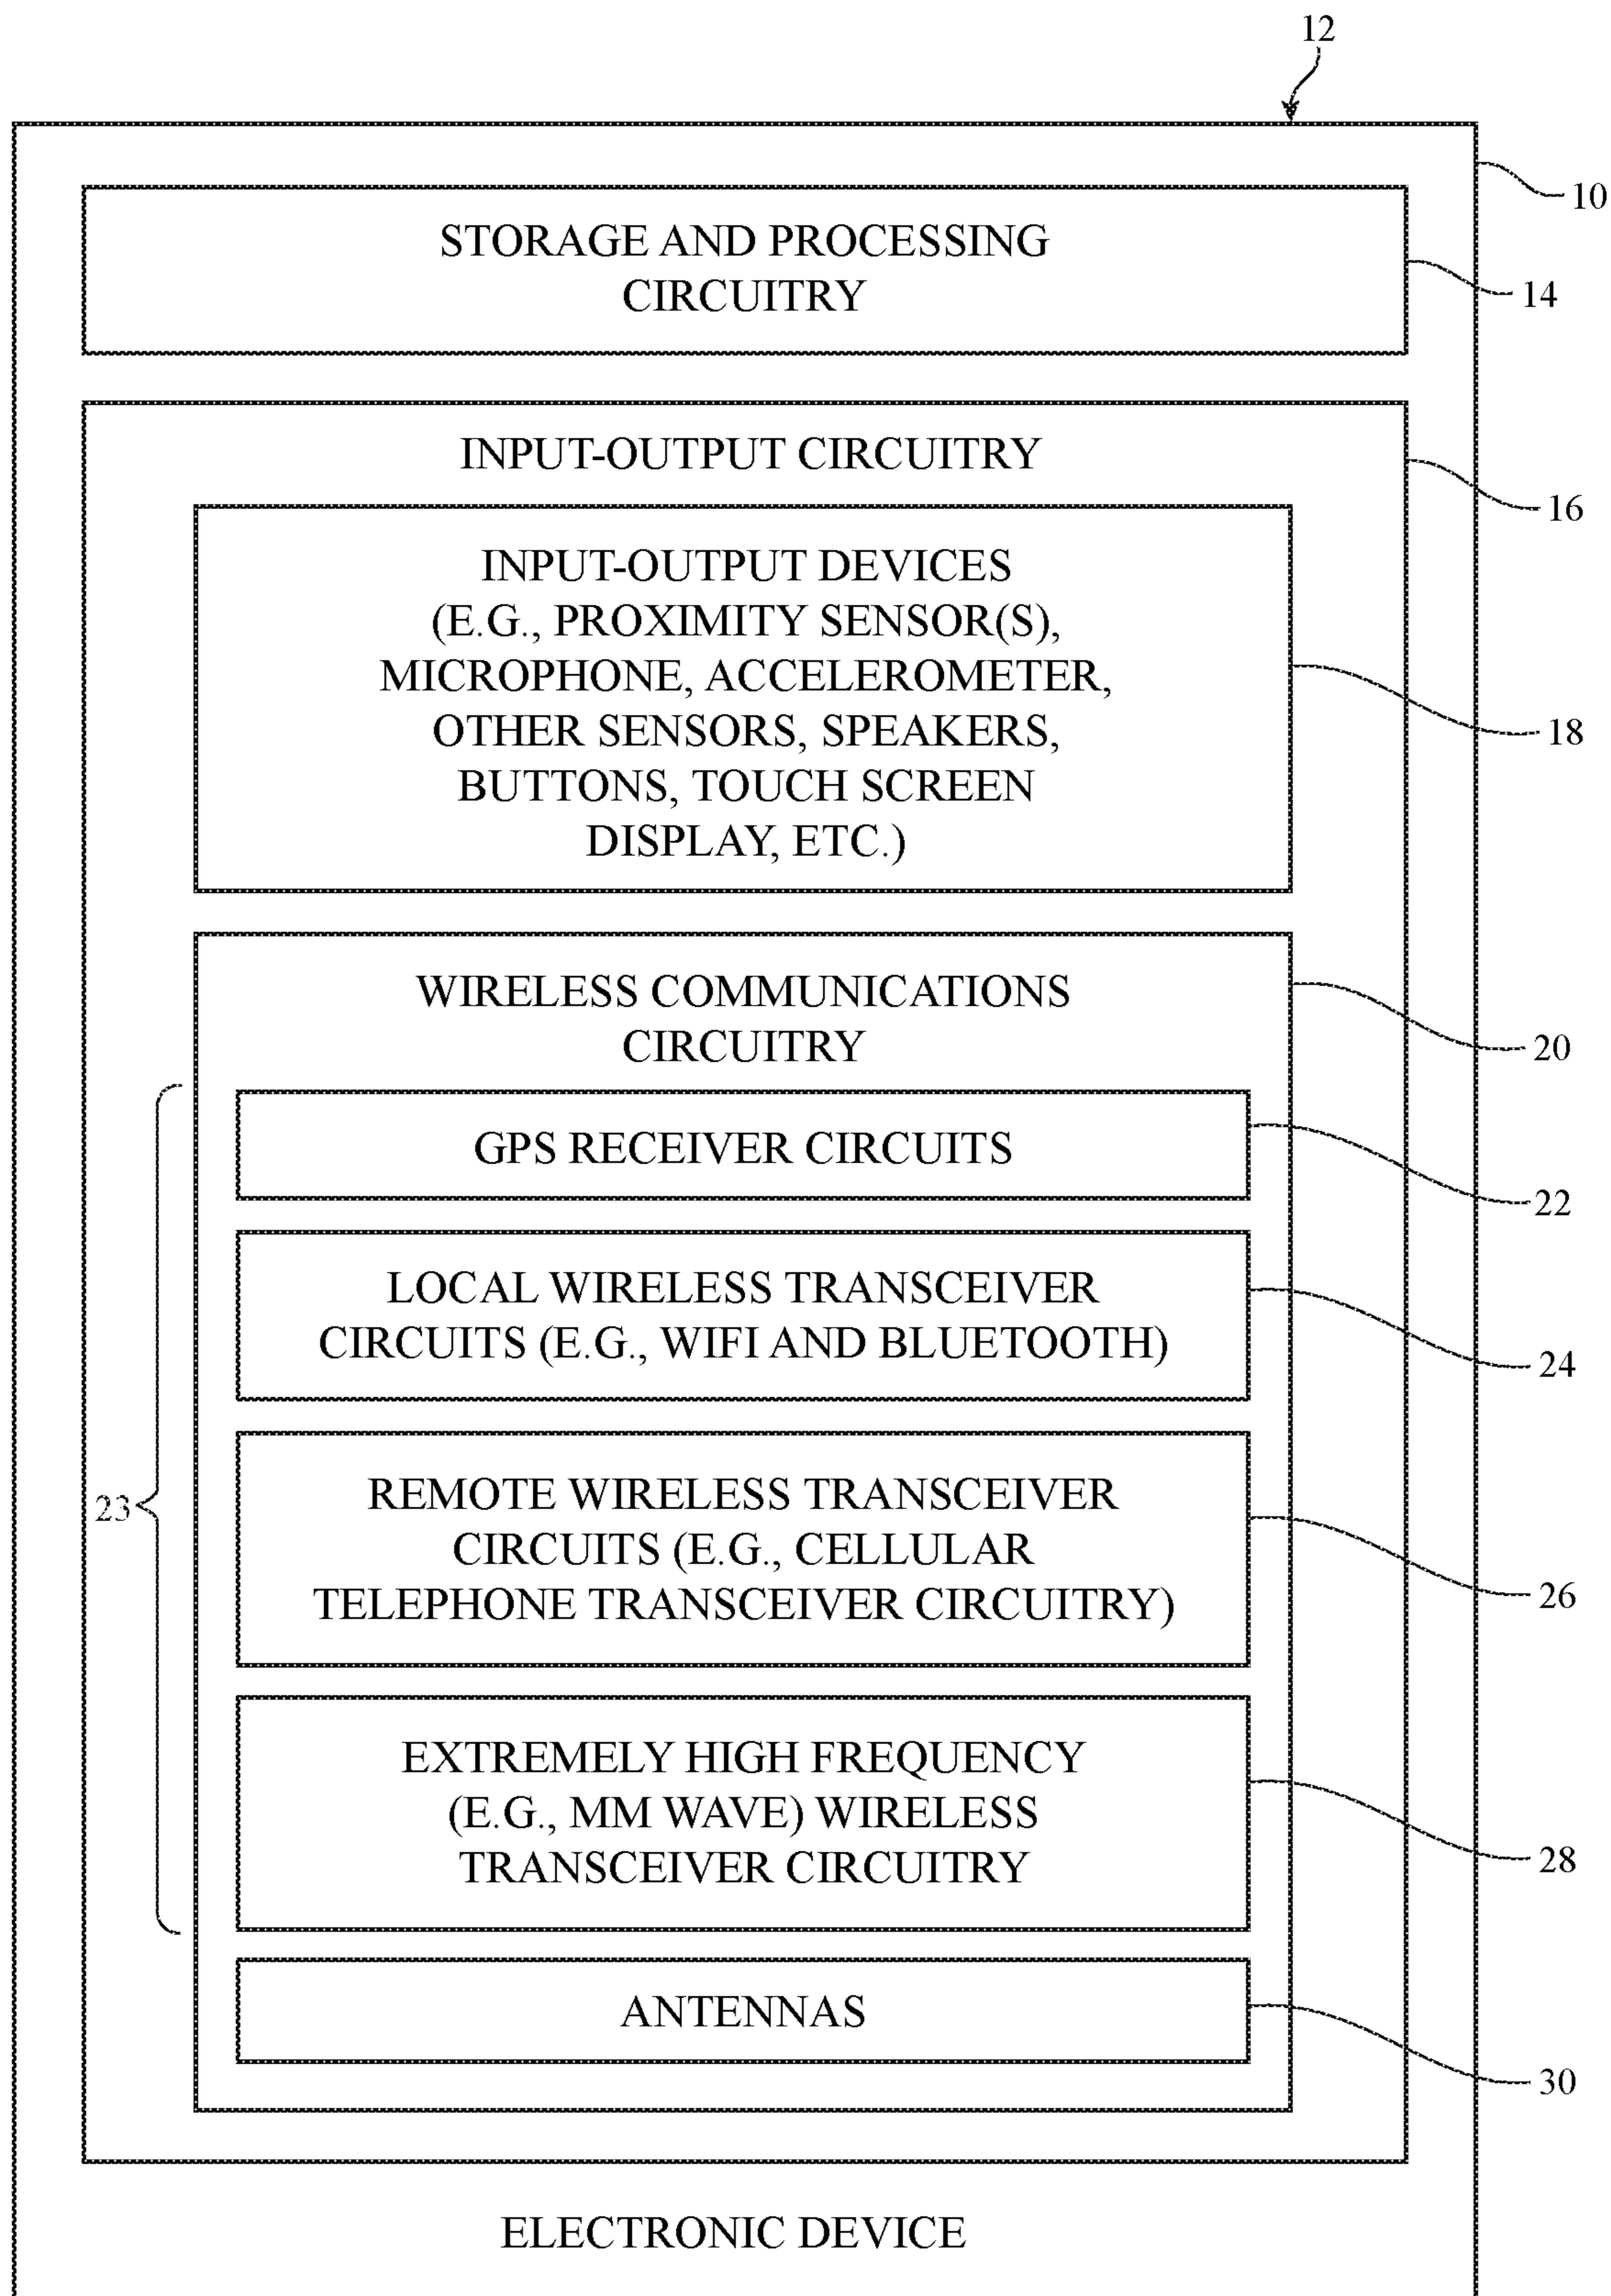 12
10
STORAGE AND PROCESSING
CIRCUITRY
14
INPUT-OUTPUT CIRCUITRY
16
INPUT-OUTPUT DEVICES
(E.G., PROXIMITY SENSOR(S),
MICROPHONE, ACCELEROMETER,
OTHER SENSORS, SPEAKERS,
BUTTONS, TOUCH SCREEN
DISPLAY, ETC.)
18
WIRELESS COMMUNICATIONS
CIRCUITRY
20
GPS RECEIVER CIRCUITS
22
LOCAL WIRELESS TRANSCEIVER
CIRCUITS (E.G., WIFI AND BLUETOOTH)
24
23
REMOTE WIRELESS TRANSCEIVER
CIRCUITS (E.G., CELLULAR
TELEPHONE TRANSCEIVER CIRCUITRY)
26
EXTREMELY HIGH FREQUENCY
(E.G., MM WAVE) WIRELESS
TRANSCEIVER CIRCUITRY
28
ANTENNAS
30
ELECTRONIC DEVICE